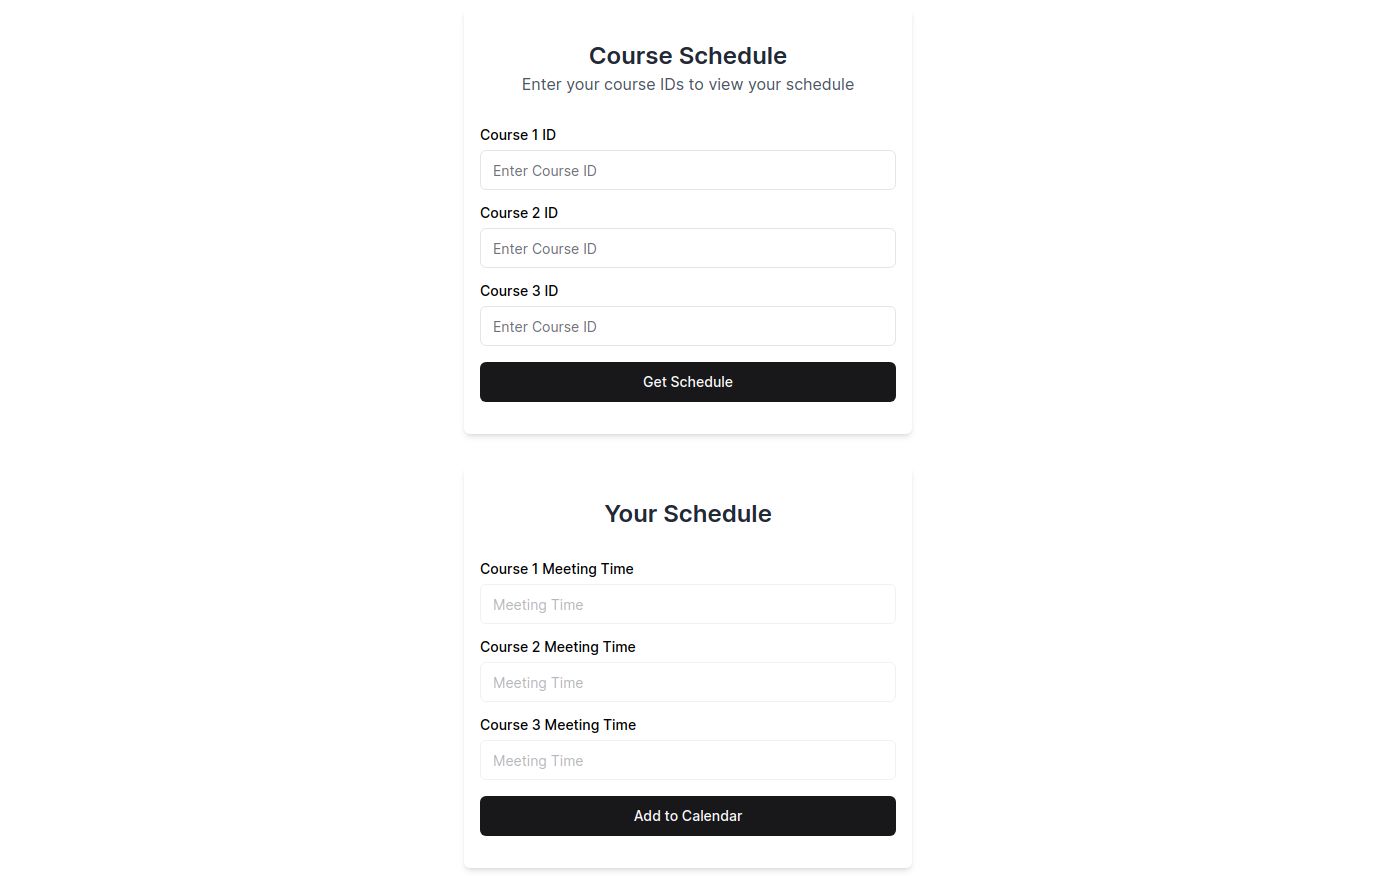 Course Schedule
Enter your course IDs to view your schedule
Course 1 ID
Enter Course ID
Course 2 ID
Enter Course ID
Course 3 ID
Enter Course ID
Get Schedule
Your Schedule
Course 1 Meeting Time
Meeting Time
Course 2 Meeting Time
Meeting Time
Course 3 Meeting Time
Meeting Time
Add to Calendar